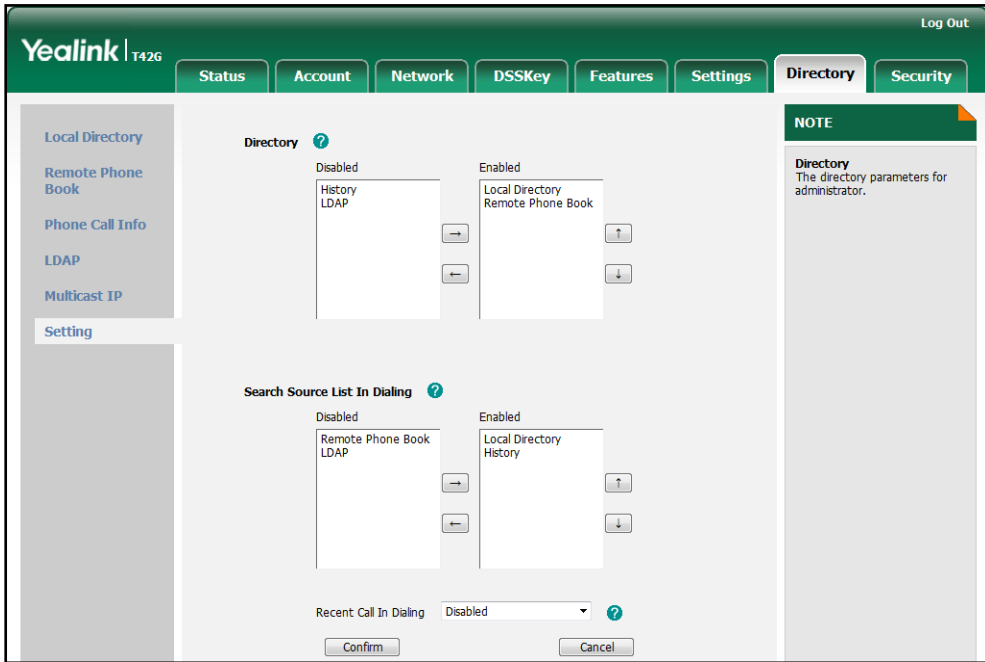 Log Out
Yealink T42G
Status Account Network DSSKey Features Settings Directory Security
Local Directory
Remote Phone
Book
Phone Call Info
LDAP
Multicast IP
Setting
Directory ?
Disabled Enabled
History
LDAP
Local Directory
Remote Phone Book
→ ↑
← ↓
Search Source List In Dialing ?
Disabled Enabled
Remote Phone Book
LDAP
Local Directory
History
→ ↑
← ↓
Recent Call In Dialing Disabled ?
Confirm Cancel
NOTE
Directory
The directory parameters for
administrator.